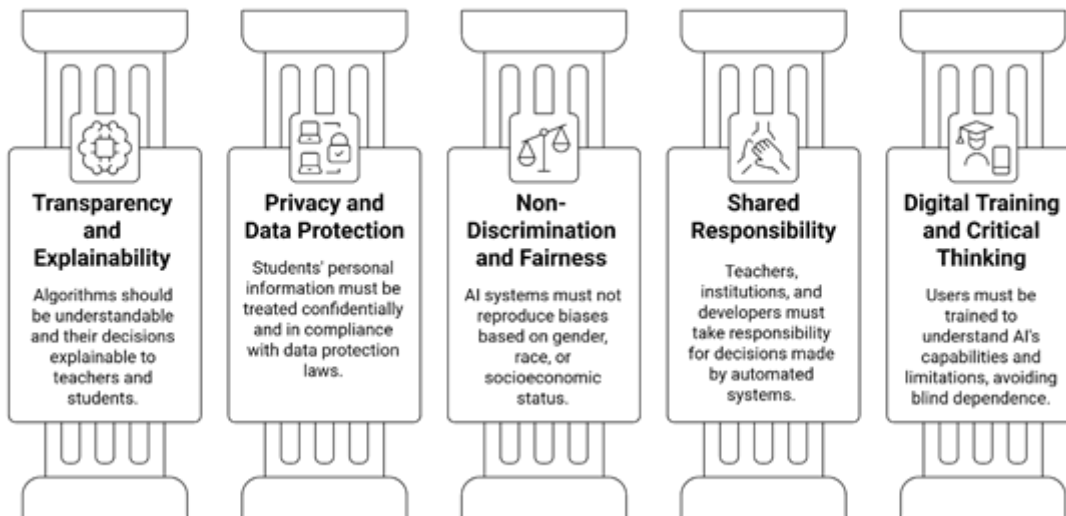 Transparency
and
Explainability
Algorithms should
be understandable
and their decisions
explainable to
teachers and
students.
Privacy and
Data Protection
Students' personal
information must be
treated confidentially
and in compliance
with data protection
laws.
Non-
Discrimination
and Fairness
AI systems must not
reproduce biases
based on gender,
race, or
socioeconomic
status.
Shared
Responsibility
Teachers,
institutions, and
developers must
take responsibility
for decisions made
by automated
systems.
Digital Training
and Critical
Thinking
Users must be
trained to
understand AI's
capabilities and
limitations, avoiding
blind dependence.